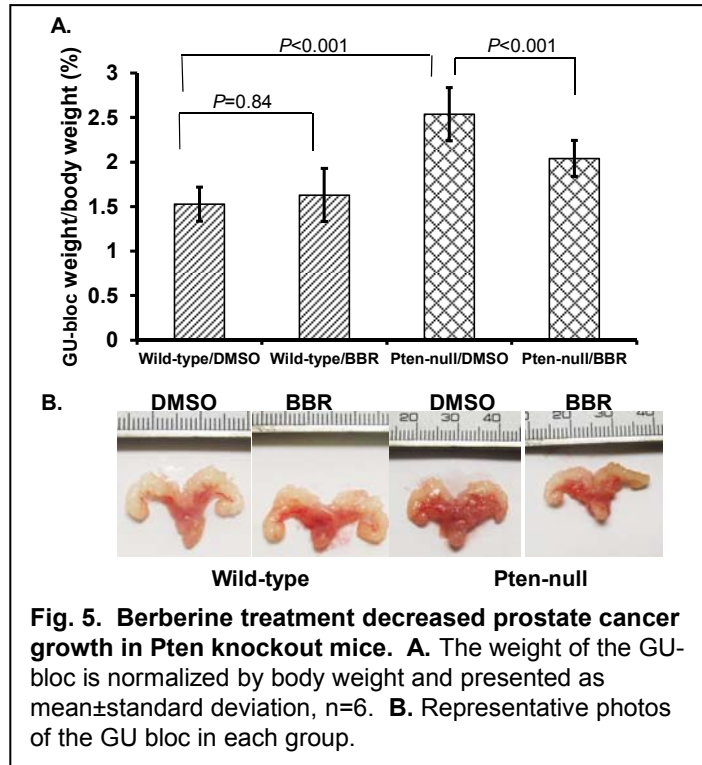 A.
P<0.001
P<0.001
P=0.84
GU-bloc weight/body weight (%)
3
2.5
2
1.5
1
0.5
0
Wild-type/DMSO Wild-type/BBR Pten-null/DMSO Pten-null/BBR
B.
DMSO BBR DMSO BBR
20 30 40 20 30 40
Wild-type Pten-null
Fig. 5. Berberine treatment decreased prostate cancer
growth in Pten knockout mice. A. The weight of the GU-
bloc is normalized by body weight and presented as
mean±standard deviation, n=6. B. Representative photos
of the GU bloc in each group.